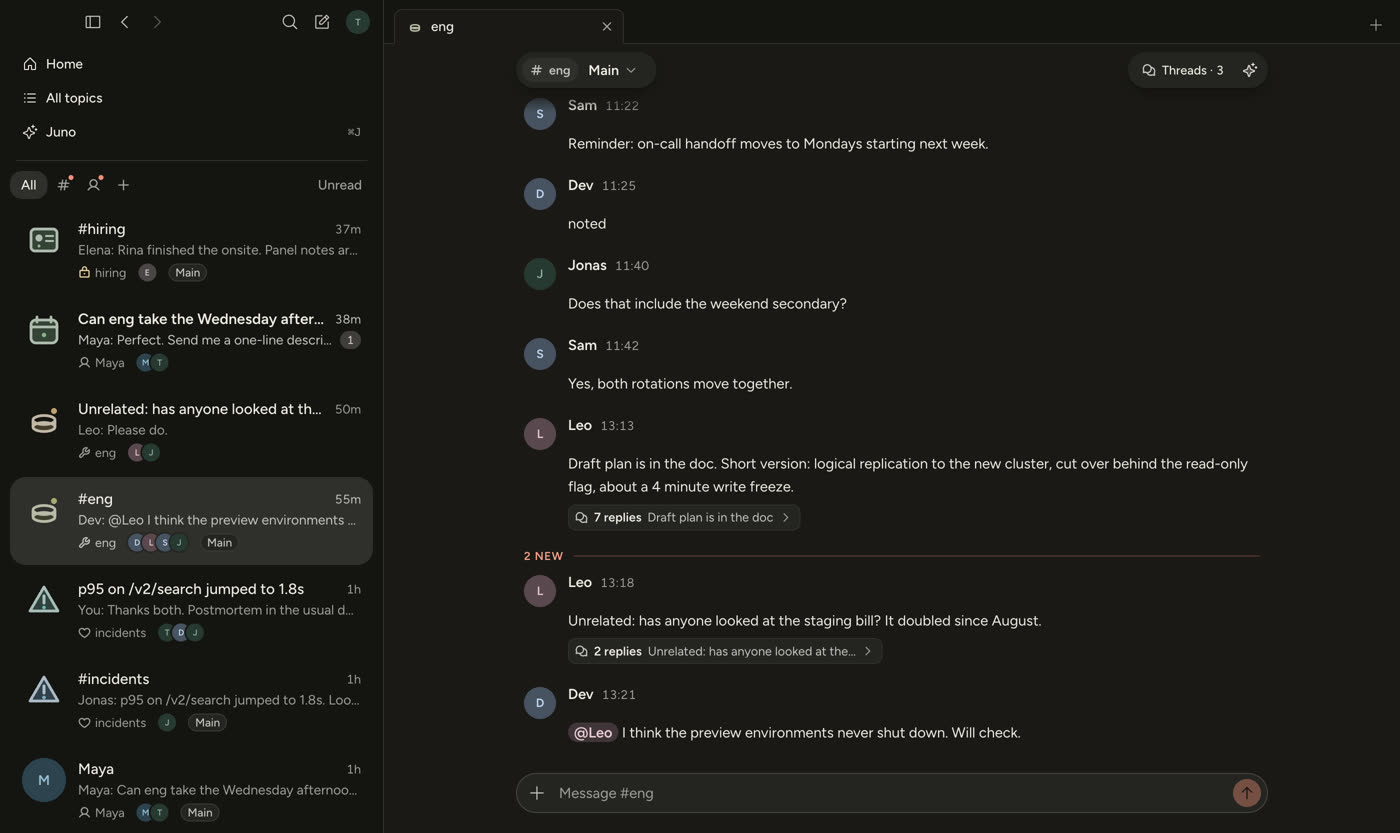 T
eng
Home
All topics
Juno
⌘J
All
Unread
#hiring
37m
Elena: Rina finished the onsite. Panel notes ar...
hiring
E
Main
Can eng take the Wednesday after...
38m
Maya: Perfect. Send me a one-line descri...
1
Maya
M
T
Unrelated: has anyone looked at th...
50m
Leo: Please do.
eng
L
J
#eng
55m
Dev: @Leo I think the preview environments ...
eng
D
L
S
J
Main
p95 on /v2/search jumped to 1.8s
1h
You: Thanks both. Postmortem in the usual d...
incidents
T
D
J
#incidents
1h
Jonas: p95 on /v2/search jumped to 1.8s. Loo...
incidents
J
Main
M
Maya
1h
Maya: Can eng take the Wednesday afternoo...
Maya
M
T
Main
# eng
Main
Threads · 3
S
Sam 11:22
Reminder: on-call handoff moves to Mondays starting next week.
D
Dev 11:25
noted
J
Jonas 11:40
Does that include the weekend secondary?
S
Sam 11:42
Yes, both rotations move together.
L
Leo 13:13
Draft plan is in the doc. Short version: logical replication to the new cluster, cut over behind the read-only
flag, about a 4 minute write freeze.
7 replies Draft plan is in the doc
2 NEW
L
Leo 13:18
Unrelated: has anyone looked at the staging bill? It doubled since August.
2 replies Unrelated: has anyone looked at the...
D
Dev 13:21
@Leo I think the preview environments never shut down. Will check.
Message #eng